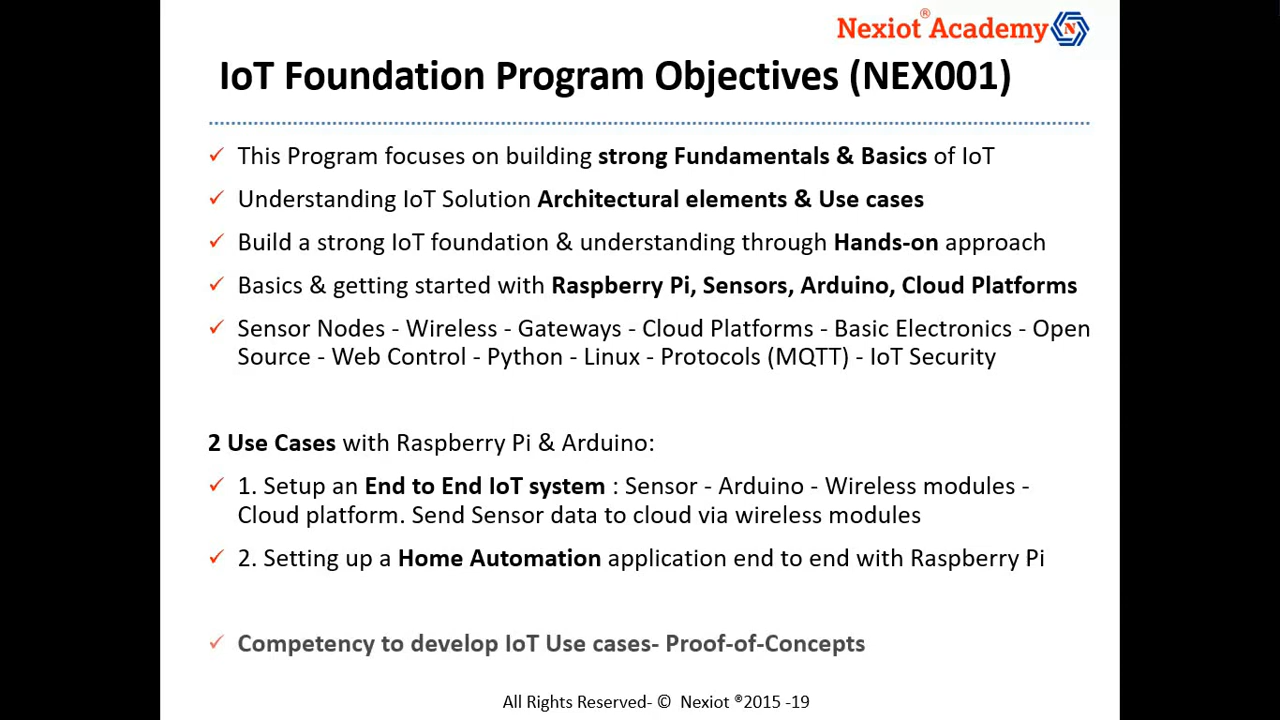 Nexiot® Academy N
IoT Foundation Program Objectives (NEX001)
✓ This Program focuses on building strong Fundamentals & Basics of IoT
✓ Understanding IoT Solution Architectural elements & Use cases
✓ Build a strong IoT foundation & understanding through Hands-on approach
✓ Basics & getting started with Raspberry Pi, Sensors, Arduino, Cloud Platforms
✓ Sensor Nodes - Wireless - Gateways - Cloud Platforms - Basic Electronics - Open
Source - Web Control - Python - Linux - Protocols (MQTT) - IoT Security
2 Use Cases with Raspberry Pi & Arduino:
✓ 1. Setup an End to End IoT system : Sensor - Arduino - Wireless modules -
Cloud platform. Send Sensor data to cloud via wireless modules
✓ 2. Setting up a Home Automation application end to end with Raspberry Pi
✓ Competency to develop IoT Use cases- Proof-of-Concepts
All Rights Reserved- © Nexiot ®2015 -19